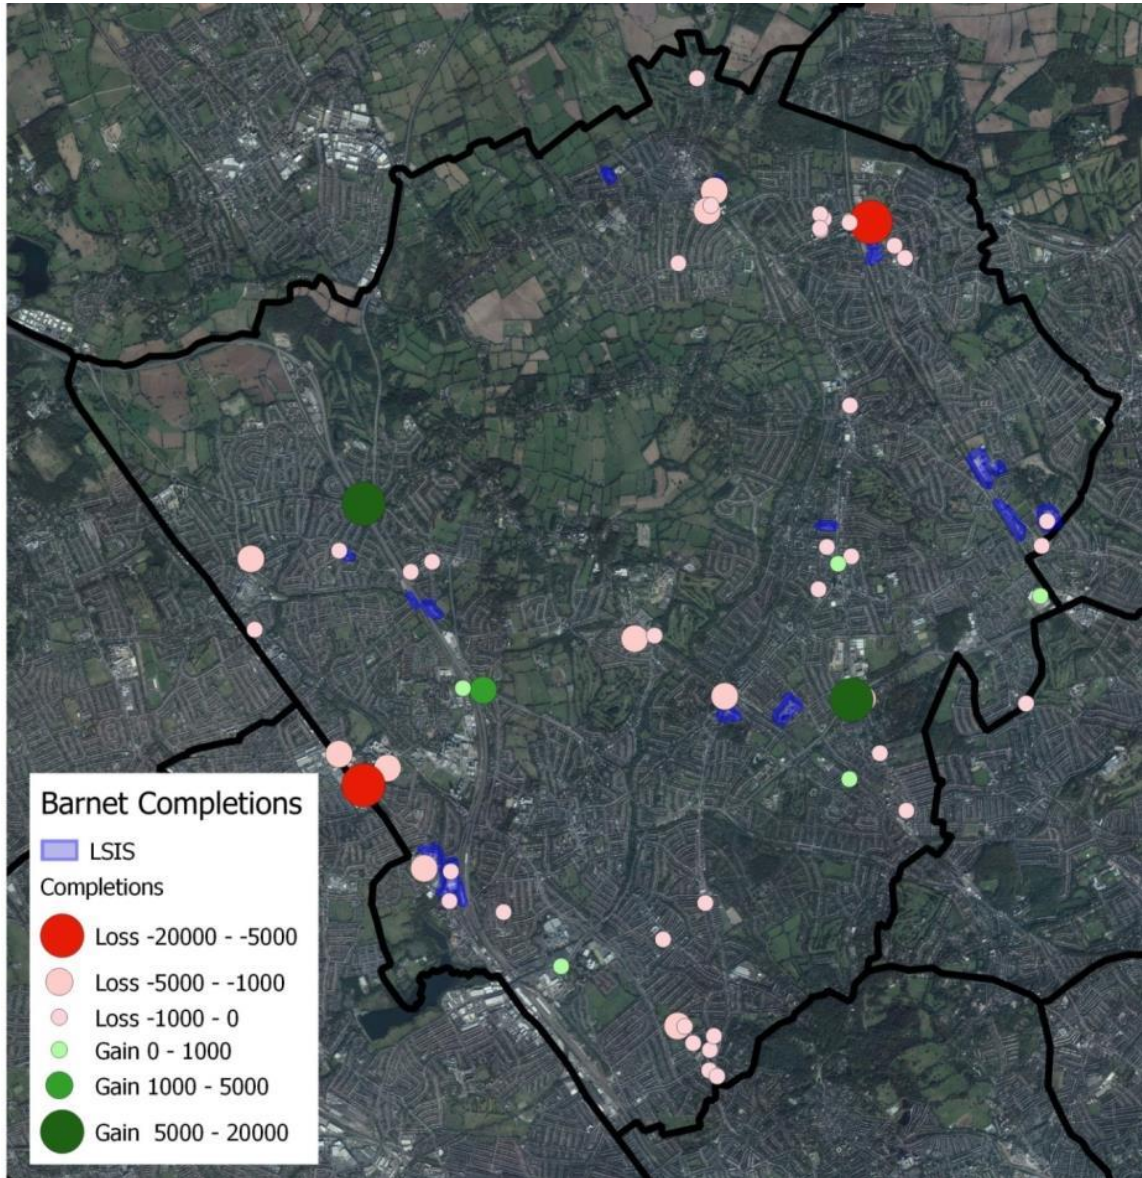 Barnet Completions
LSIS
Completions
Loss -20000 - -5000
Loss -5000 - -1000
Loss -1000 - 0
Gain 0 - 1000
Gain 1000 - 5000
Gain 5000 - 20000